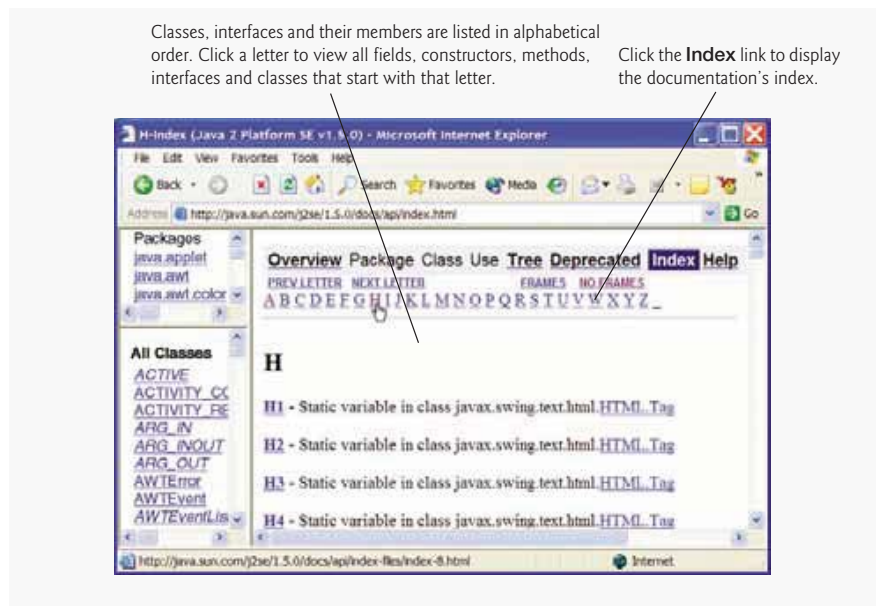 Classes, interfaces and their members are listed in alphabetical
order. Click a letter to view all fields, constructors, methods,
interfaces and classes that start with that letter.
Click the Index link to display
the documentation's index.
H-Index (Java 2 Platform SE v1.5.0) - Microsoft Internet Explorer
File Edit View Favorites Tools Help
Back Search Favorites Media
Address http://java.sun.com/j2se/1.5.0/docs/api/index.html Go
Packages
java.applet
java.awt
java.awt.color
All Classes
ACTIVE
ACTIVITY_CO
ACTIVITY_RE
ARG_IN
ARG_INOUT
ARG_OUT
AWTError
AWTEvent
AWTEventLis
Overview Package Class Use Tree Deprecated Index Help
PREV LETTER NEXT LETTER FRAMES NO FRAMES
A B C D E F G H I J K L M N O P Q R S T U V W X Y Z _
H
H1 - Static variable in class javax.swing.text.html.HTML.Tag
H2 - Static variable in class javax.swing.text.html.HTML.Tag
H3 - Static variable in class javax.swing.text.html.HTML.Tag
H4 - Static variable in class javax.swing.text.html.HTML.Tag
http://java.sun.com/j2se/1.5.0/docs/api/index-files/index-8.html Internet